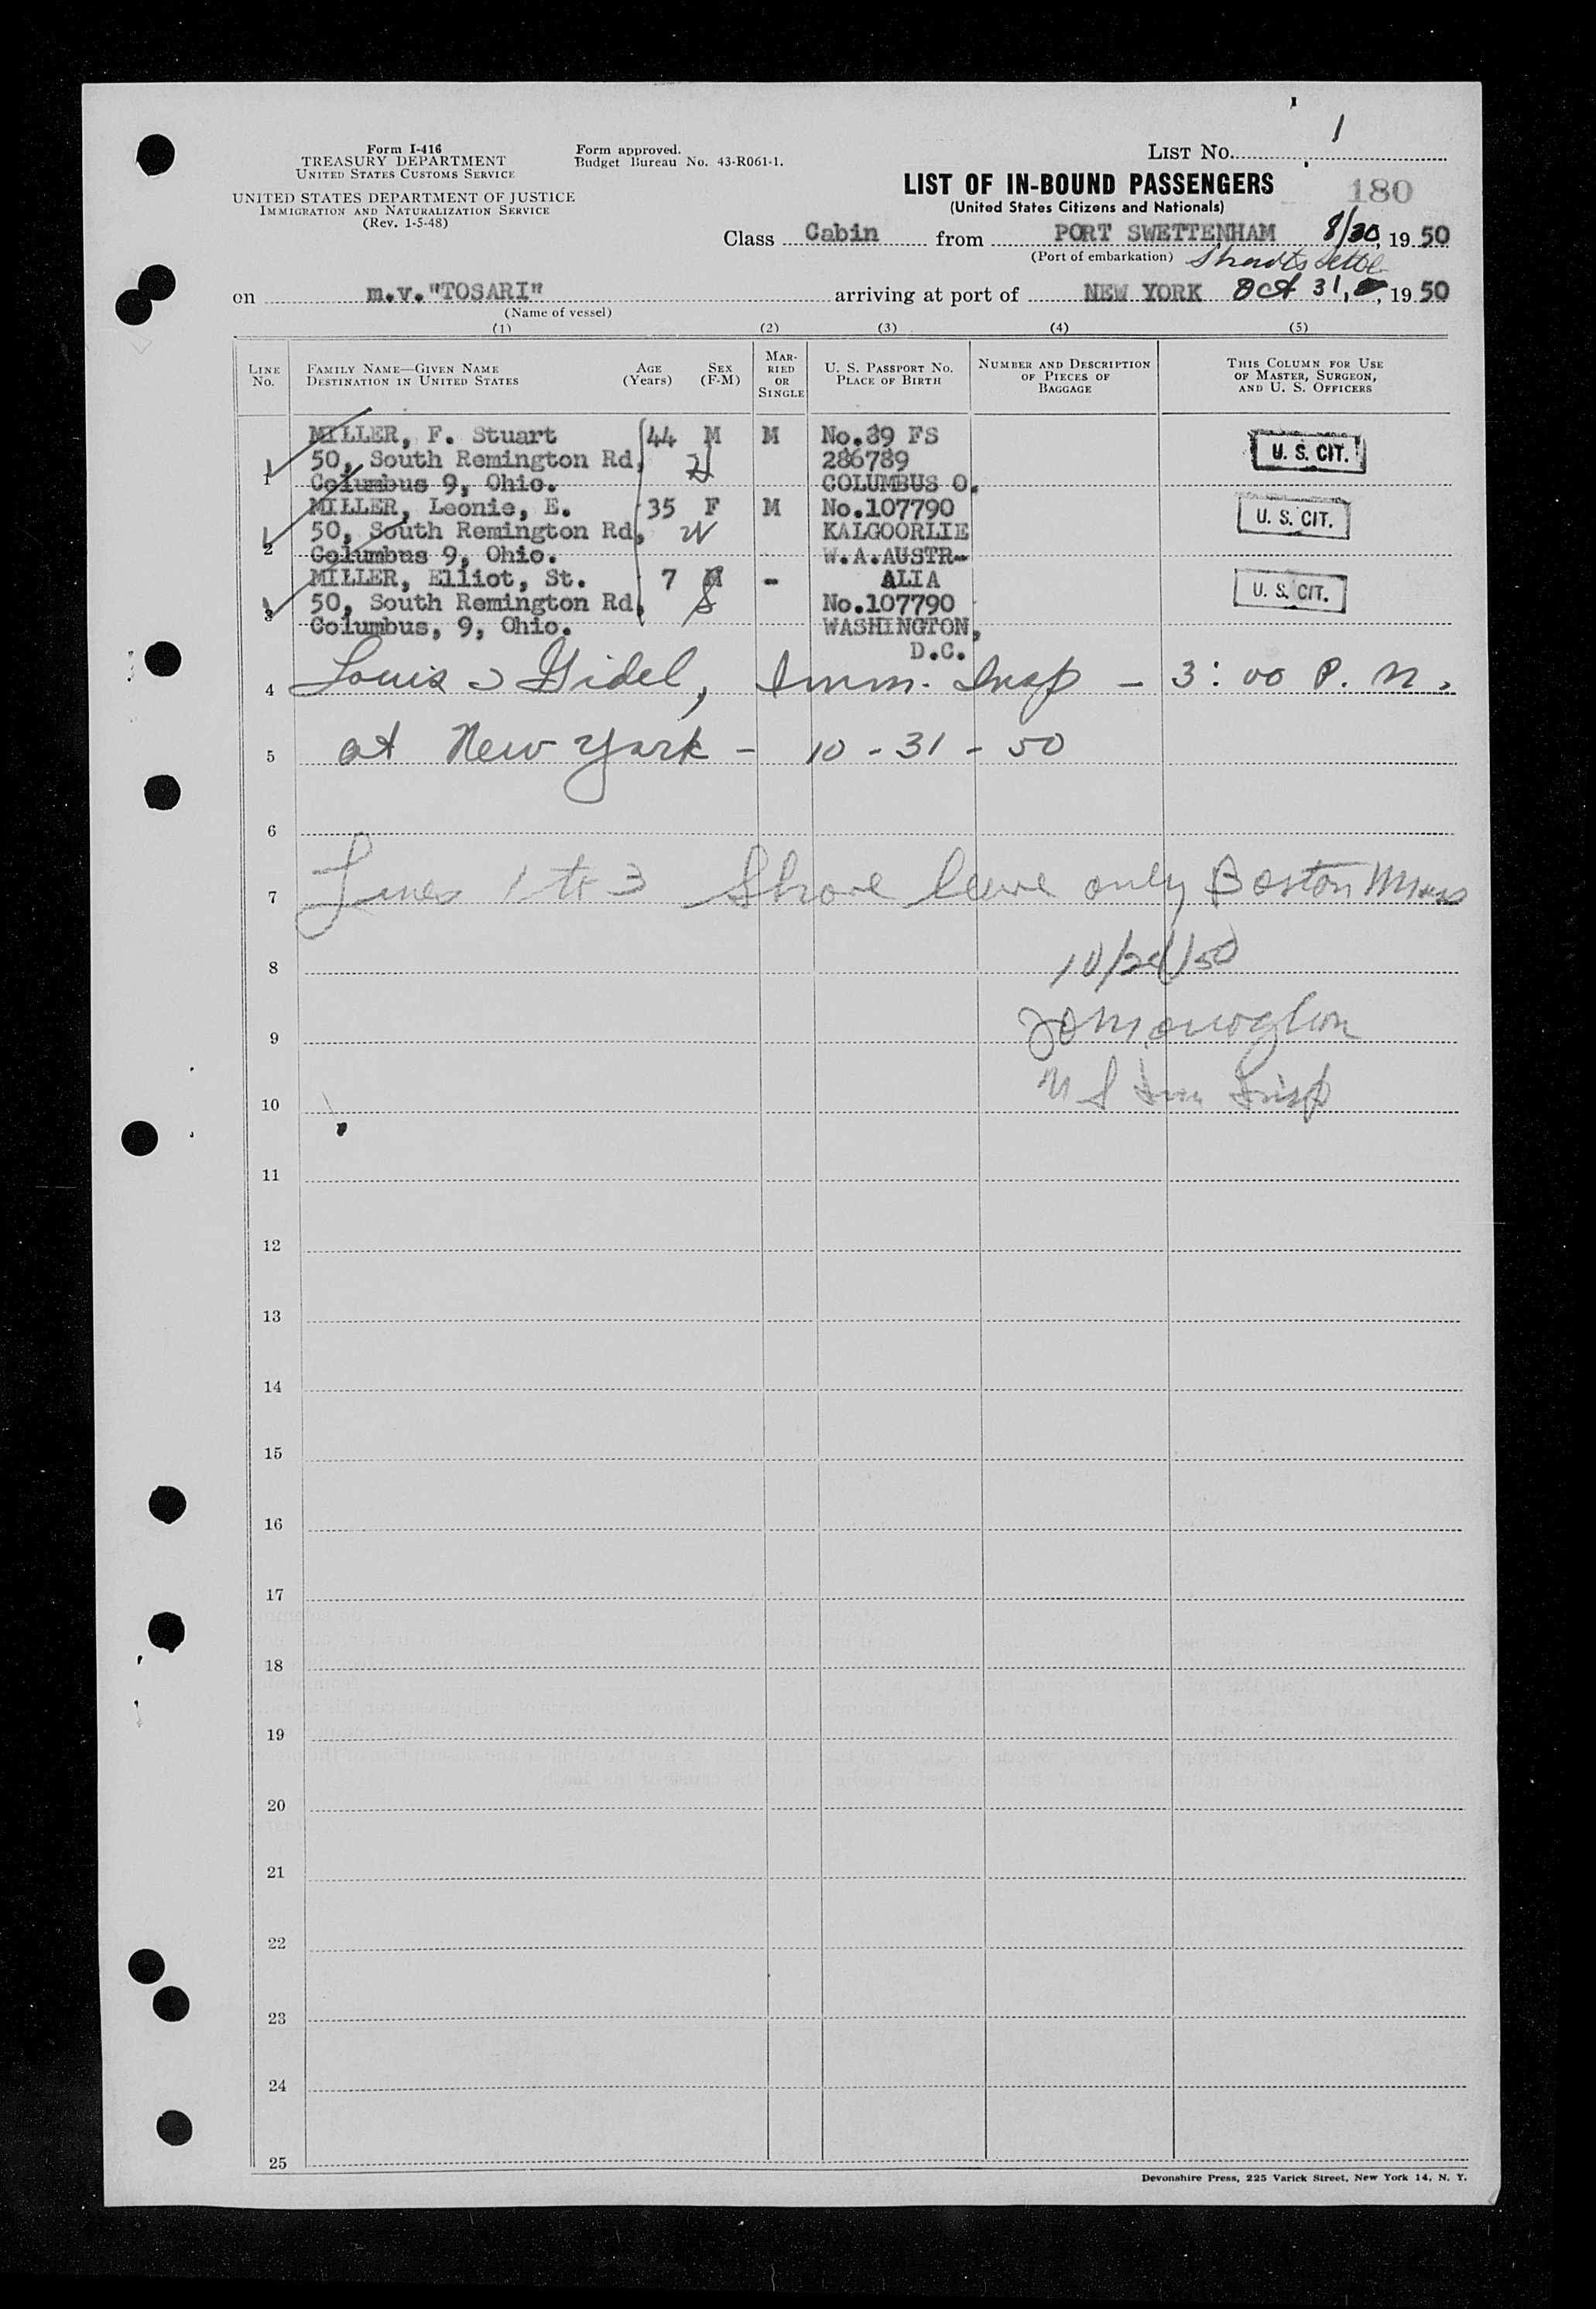 1
Form I-416
TREASURY DEPARTMENT
UNITED STATES CUSTOMS SERVICE
UNITED STATES DEPARTMENT OF JUSTICE
IMMIGRATION AND NATURALIZATION SERVICE
(Rev. 1-5-48)
Form approved.
Budget Bureau No. 43-R061-1.
LIST NO.
LIST OF IN-BOUND PASSENGERS
(United States Citizens and Nationals)
180
Class Cabin from PORT SWETTENHAM 8/30, 1950
(Port of embarkation)
on m.v."TOSARI" arriving at port of NEW YORK Oct 31, 1950
(Name of vessel)
(1) (2) (3) (4) (5)
LINE NO.
FAMILY NAME—GIVEN NAME
DESTINATION IN UNITED STATES
AGE (Years)
SEX (F-M)
MARRIED OR SINGLE
U. S. PASSPORT NO.
PLACE OF BIRTH
NUMBER AND DESCRIPTION
OF PIECES OF
BAGGAGE
THIS COLUMN FOR USE
OF MASTER, SURGEON,
AND U. S. OFFICERS
MILLER, F. Stuart 44 M M No.39 FS
50, South Remington Rd, 286789 U. S. CIT.
1 Columbus 9, Ohio. COLUMBUS O.
MILLER, Leonie, E. 35 F M No.107790
50, South Remington Rd, W KALGOORLIE U. S. CIT.
2 Columbus 9, Ohio. W.A.AUSTR-
MILLER, Elliot, St. 7 M - ALIA
50, South Remington Rd, S No.107790 U. S. CIT.
3 Columbus, 9, Ohio. WASHINGTON,
D.C.
4 Louis J Gidel, Imm. Insp - 3:00 P. M.
5 at New York - 10-31-50
6
7 Lines 1 to 3 Shore leave only Boston Mass
8
9
10 U S Imm Insp
11
12
13
14
15
16
17
18
19
20
21
22
23
24
25
Devonshire Press, 225 Varick Street, New York 14, N. Y.